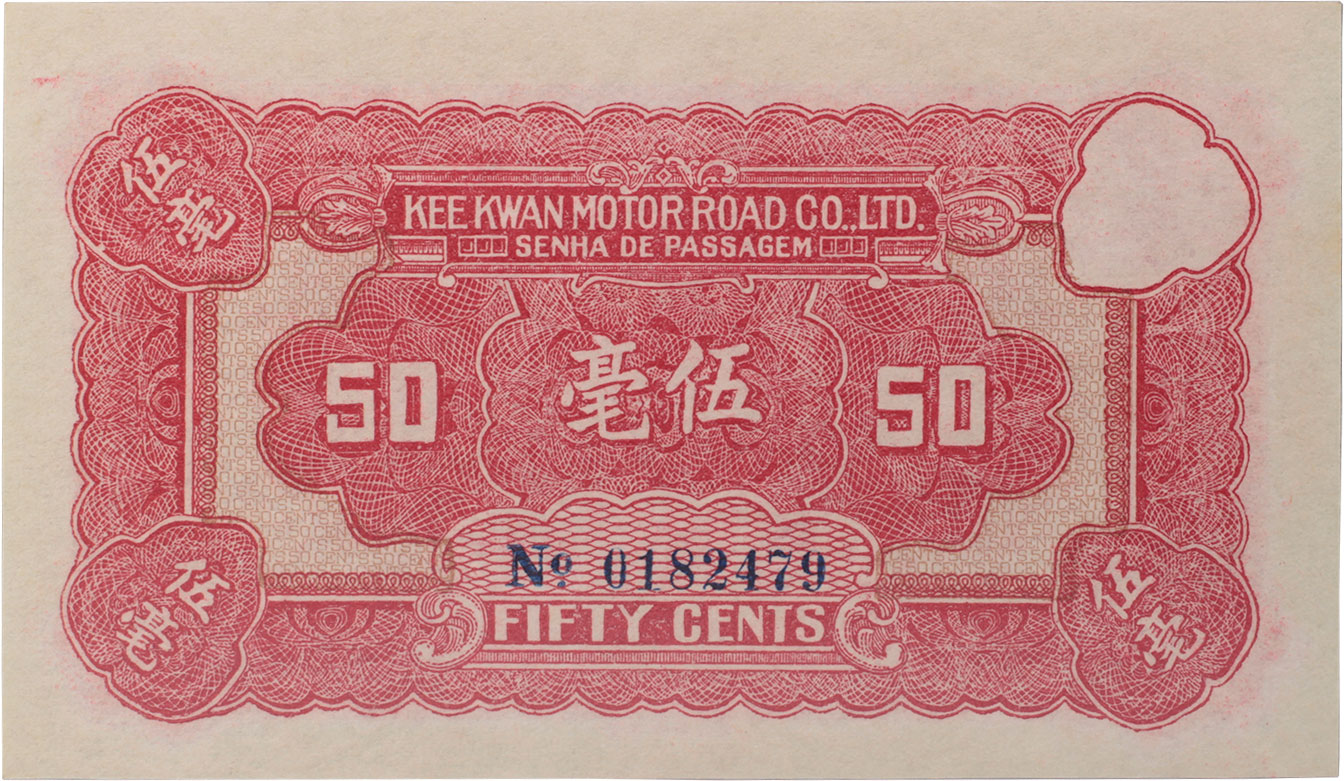 伍毫
KEE KWAN MOTOR ROAD CO., LTD.
SENHA DE PASSAGEM
50 毫伍 50
No 0182479
FIFTY CENTS
伍毫
伍毫